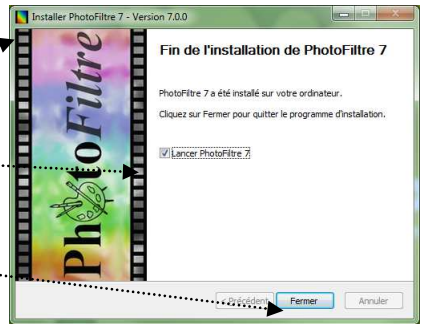 Installer PhotoFiltre 7 - Version 7.0.0
PhotoFiltre
Fin de l'installation de PhotoFiltre 7
PhotoFiltre 7 a été installé sur votre ordinateur.
Cliquez sur Fermer pour quitter le programme d'installation.
Lancer PhotoFiltre 7
< Précédent
Fermer
Annuler